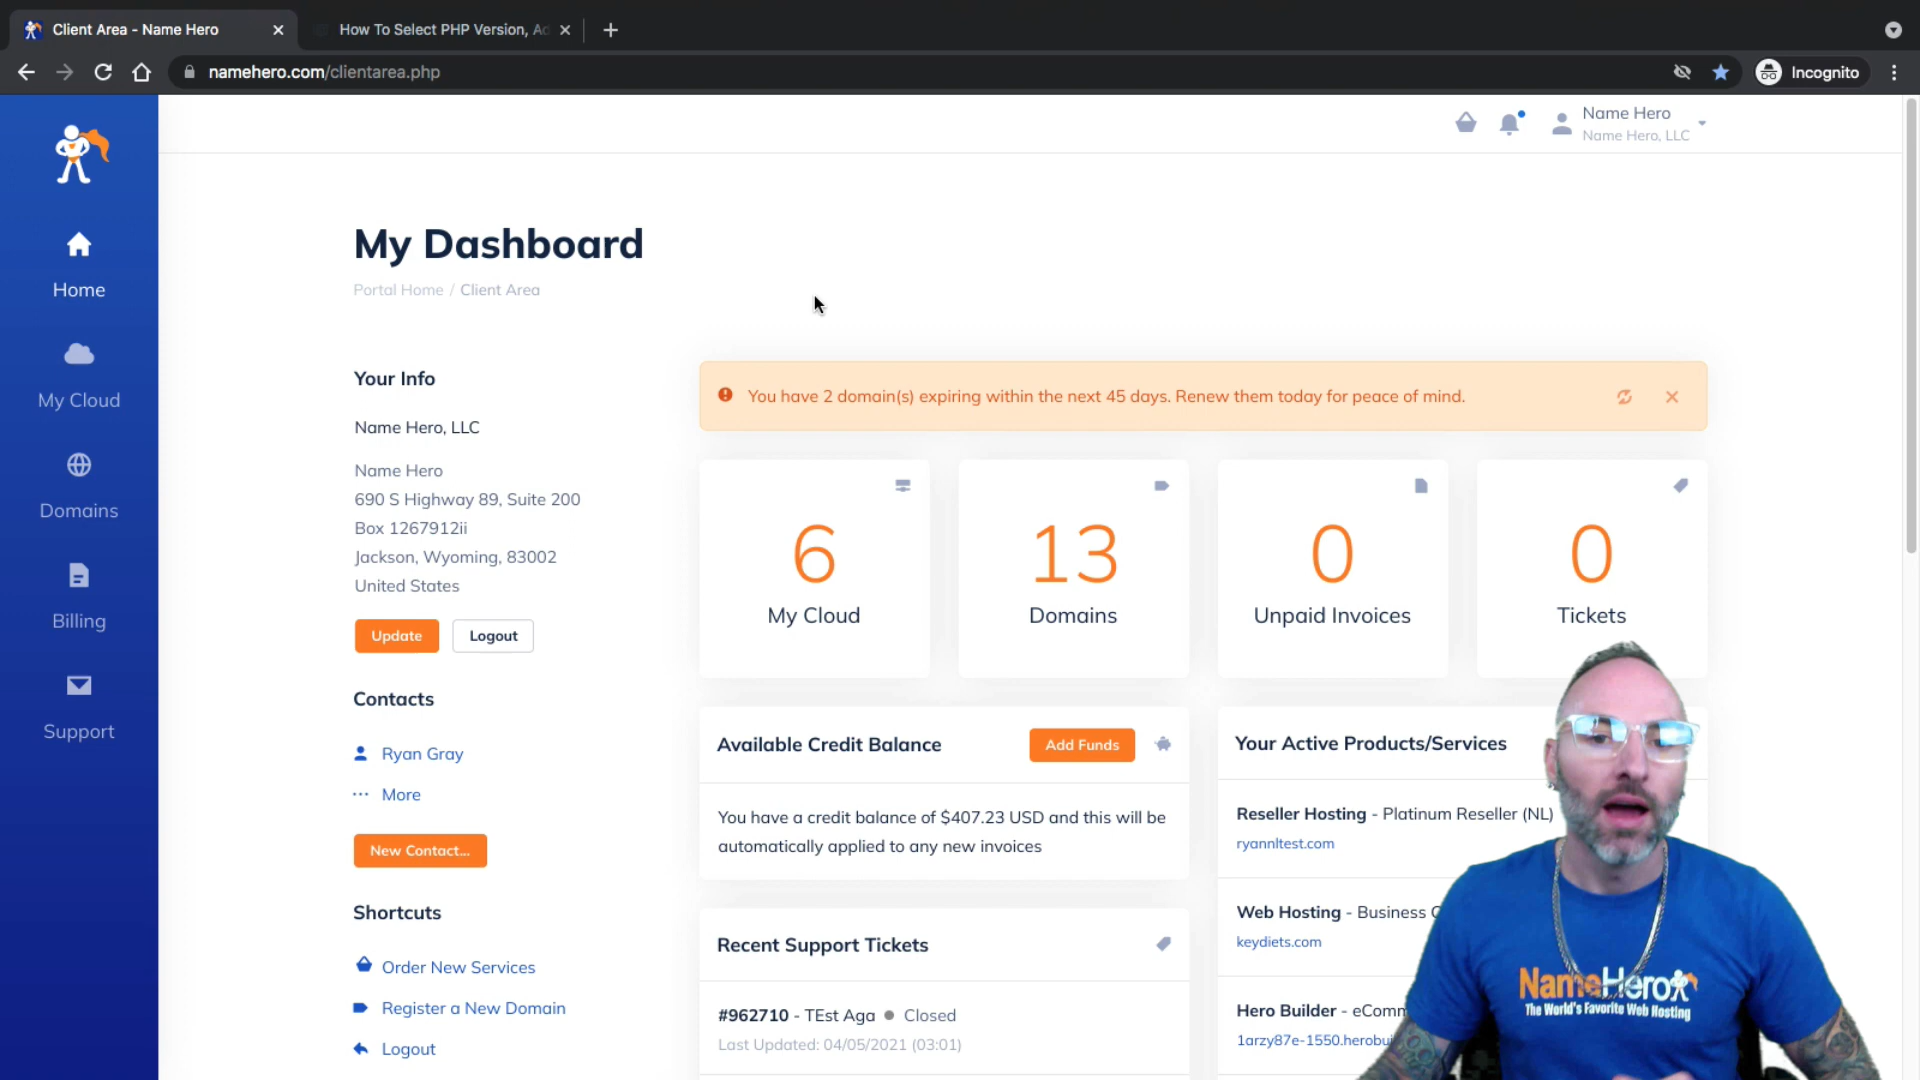 Client Area - Name Hero
How To Select PHP Version, Ad
namehero.com/clientarea.php
Incognito
Name Hero
Name Hero, LLC
Home
My Cloud
Domains
Billing
Support
My Dashboard
Portal Home / Client Area
Your Info
Name Hero, LLC
Name Hero
690 S Highway 89, Suite 200
Box 1267912ii
Jackson, Wyoming, 83002
United States
Update
Logout
Contacts
Ryan Gray
More
New Contact...
Shortcuts
Order New Services
Register a New Domain
Logout
You have 2 domain(s) expiring within the next 45 days. Renew them today for peace of mind.
6
My Cloud
13
Domains
0
Unpaid Invoices
0
Tickets
Available Credit Balance
Add Funds
You have a credit balance of $407.23 USD and this will be
automatically applied to any new invoices
Recent Support Tickets
#962710 - TEst Aga ● Closed
Last Updated: 04/05/2021 (03:01)
Your Active Products/Services
Reseller Hosting - Platinum Reseller (NL)
ryannltest.com
Web Hosting - Business
keydiets.com
Hero Builder - eComm
1arzy87e-1550.herobui
NameHero
The World's Favorite Web Hosting